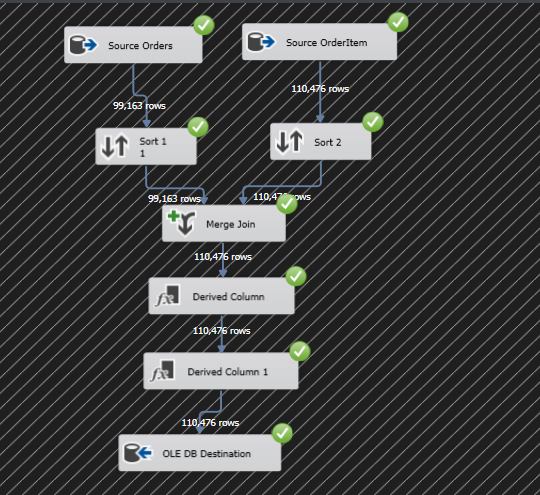 Source Orders
Source OrderItem
99,163 rows
110,476 rows
Sort 1
1
Sort 2
99,163 rows
110,47 ows
Merge Join
110,476 rows
Derived Column
110,476 rows
Derived Column 1
110,476 rows
OLE DB Destination